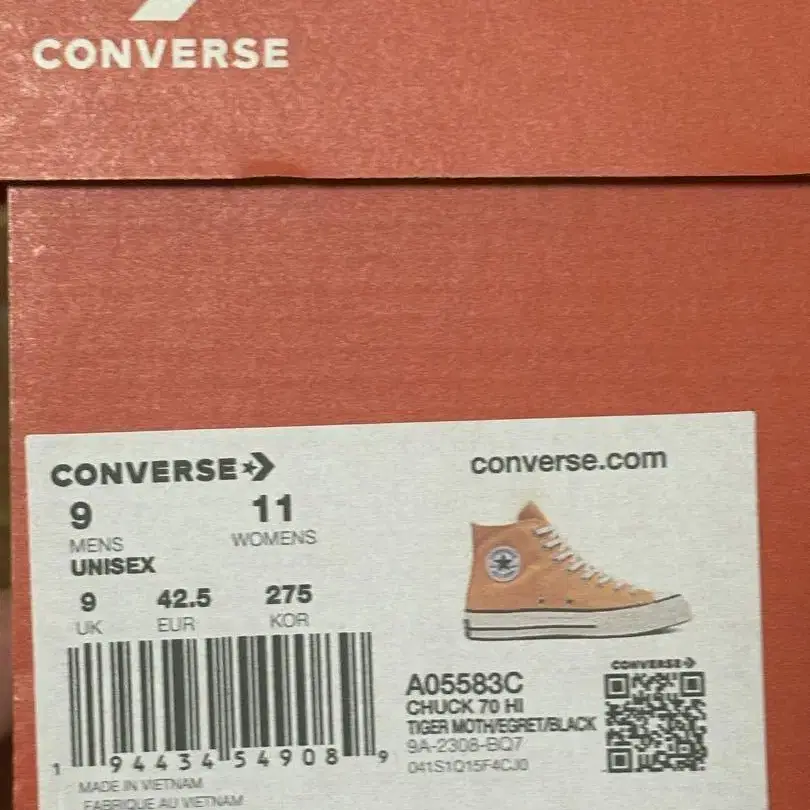 CONVERSE
CONVERSE
converse.com
9 11
MENS WOMENS
UNISEX
9 42.5 275
UK EUR KOR
CONVERSE
A05583C
CHUCK 70 HI
TIGER MOTH/EGRET/BLACK
9A-2308-BQ7
041S1Q15F4CJ0
1 94434 54908 9
MADE IN VIETNAM
FABRIQUE AU VIETNAM